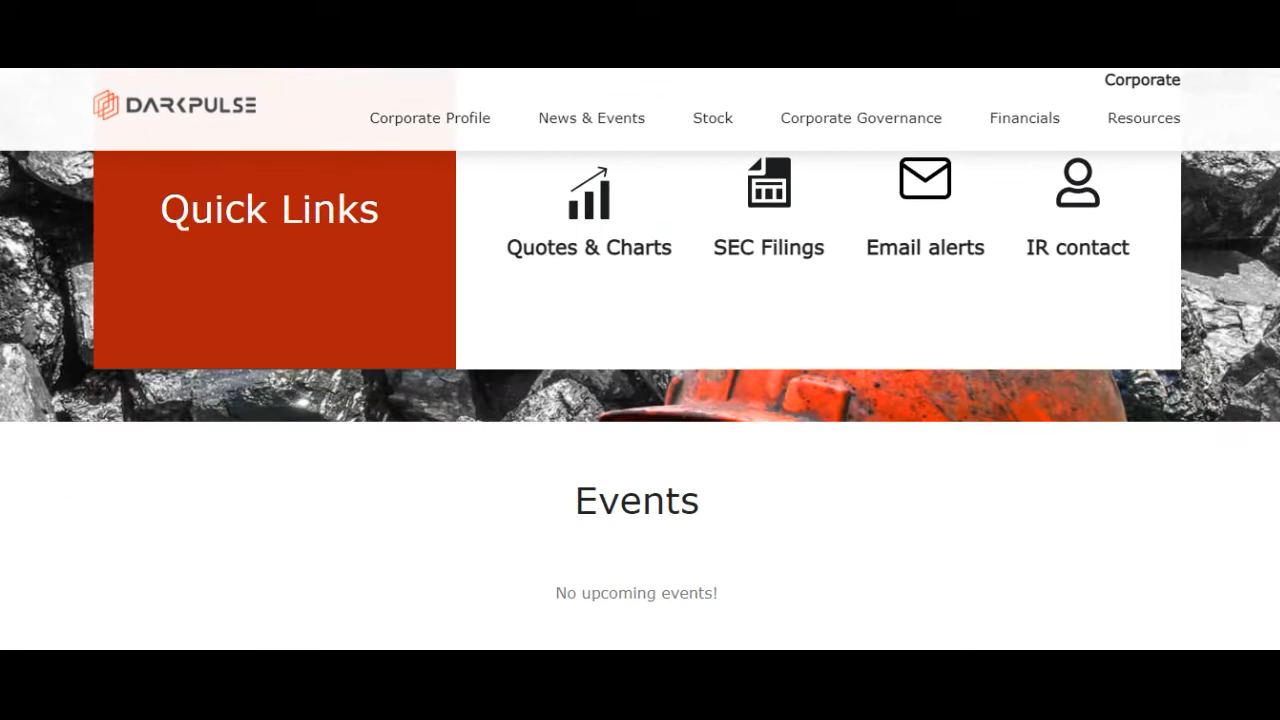 Corporate
DARKPULSE
Corporate Profile News & Events Stock Corporate Governance Financials Resources
Quick Links
Quotes & Charts SEC Filings Email alerts IR contact
Events
No upcoming events!